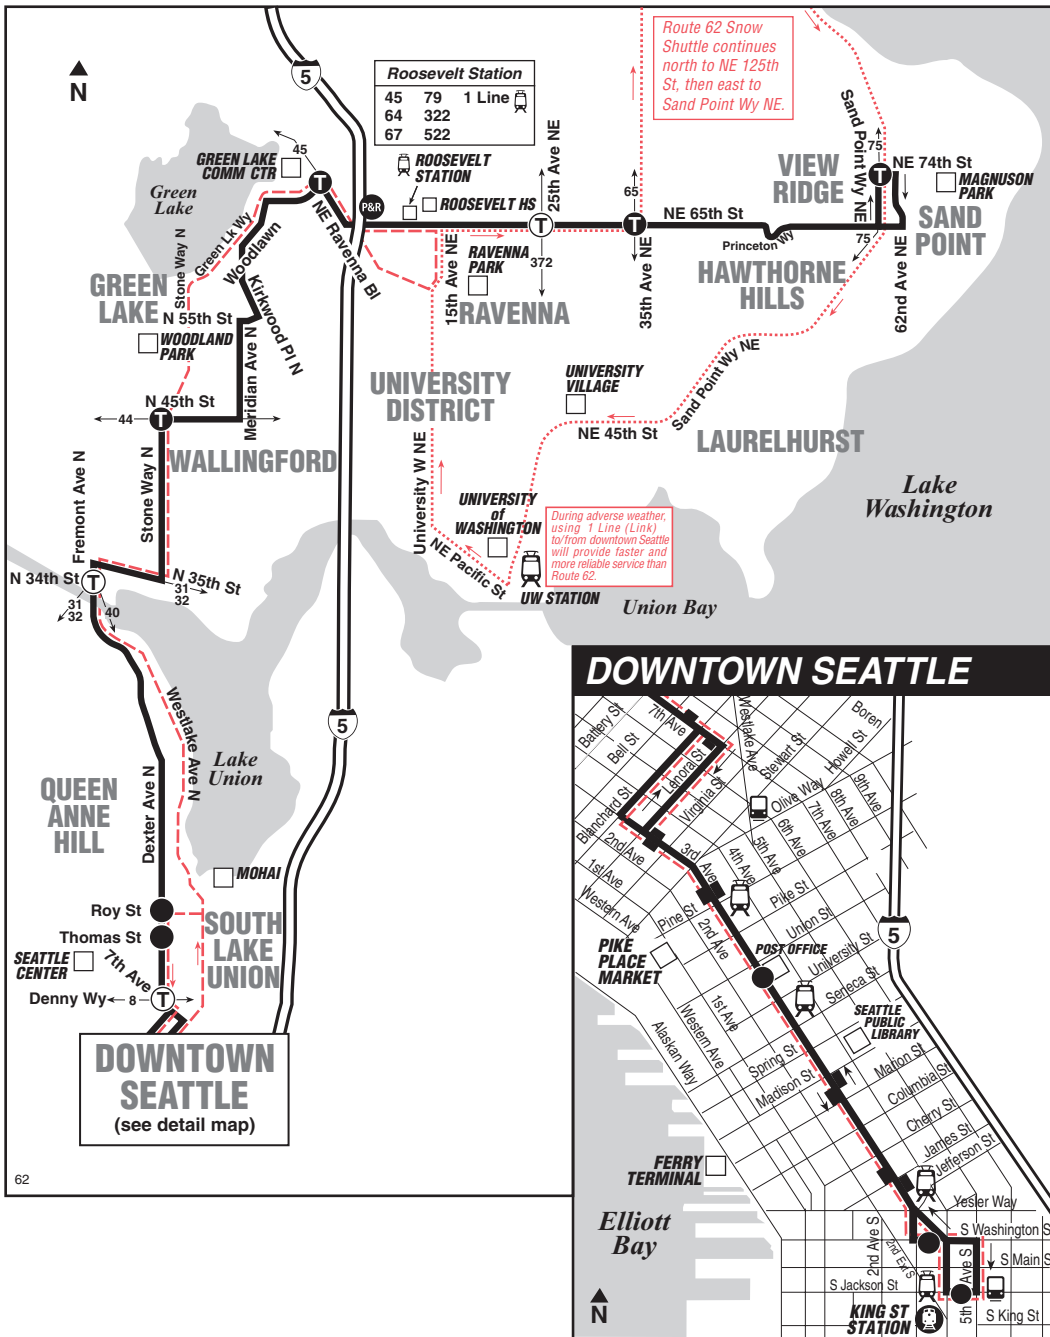 Route 62 Snow
Shuttle continues
north to NE 125th
St, then east to
Sand Point Wy NE.
5
N
Roosevelt Station
45 79 1 Line
64 322
67 522
GREEN LAKE
COMM CTR
45
T
Green
Lake
ROOSEVELT
STATION
ROOSEVELT HS
P&R
25th Ave NE
65
Sand Point Wy NE
75
T
NE 74th St
VIEW
RIDGE
MAGNUSON
PARK
SAND
POINT
NE 65th St
T
T
Princeton Wy
75
62nd Ave NE
HAWTHORNE
HILLS
35th Ave NE
372
15th Ave NE
RAVENNA
PARK
RAVENNA
NE Ravenna Bl
Green Lk Wy
Woodlawn
Stone Way N
Kirkwood Pl N
GREEN
LAKE
N 55th St
WOODLAND
PARK
Meridian Ave N
N 45th St
44
T
WALLINGFORD
UNIVERSITY
DISTRICT
UNIVERSITY
VILLAGE
NE 45th St
Sand Point Wy NE
LAURELHURST
Lake
Washington
Fremont Ave N
Stone Way N
University W NE
UNIVERSITY
of
WASHINGTON
NE Pacific St
During adverse weather,
using 1 Line (Link)
to/from downtown Seattle
will provide faster and
more reliable service than
Route 62.
UW STATION
Union Bay
N 34th St
T
N 35th St
31
32
31
32
40
Westlake Ave N
5
Lake
Union
QUEEN
ANNE
HILL
Dexter Ave N
MOHAI
Roy St
Thomas St
SOUTH
LAKE
UNION
SEATTLE
CENTER
7th Ave
Denny Wy
8
T
DOWNTOWN
SEATTLE
(see detail map)
62
DOWNTOWN SEATTLE
Battery St
7th Ave
Westlake Ave
Boren
Bell St
Stewart St
Howell St
Lenora St
Virginia St
Blanchard St
Olive Way
9th Ave
8th Ave
7th Ave
6th Ave
5th Ave
4th Ave
3rd Ave
2nd Ave
1st Ave
Western Ave
Pine St
Pike St
Union St
2nd Ave
5
PIKE
PLACE
MARKET
POST OFFICE
University St
Seneca St
1st Ave
Western Ave
Alaskan Way
SEATTLE
PUBLIC
LIBRARY
Spring St
Madison St
Marion St
Columbia St
Cherry St
James St
Jefferson St
FERRY
TERMINAL
Elliott
Bay
Yesler Way
S Washington S
2nd Ave S
2nd Ext S
S Main S
5th Ave S
S Jackson St
S King St
KING ST
STATION
N